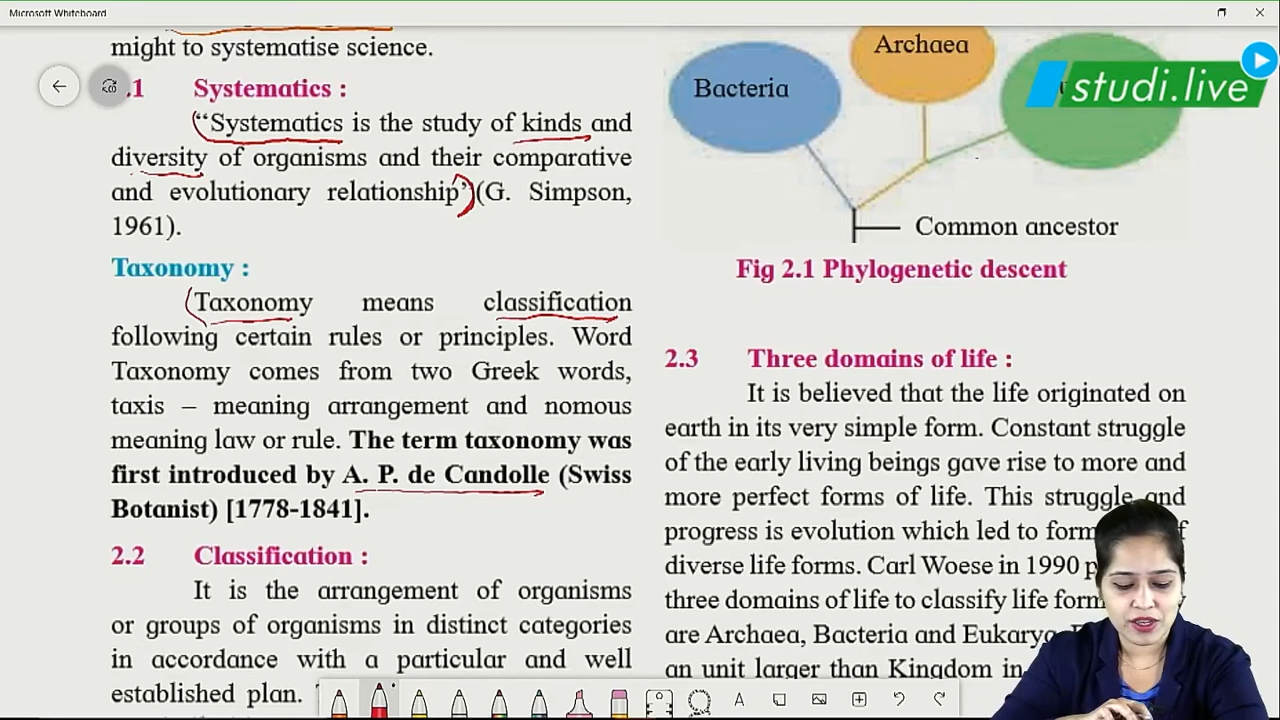 Microsoft Whiteboard
might to systematise science.
.1 Systematics :
“Systematics is the study of kinds and
diversity of organisms and their comparative
and evolutionary relationship” (G. Simpson,
1961).
Taxonomy :
Taxonomy means classification
following certain rules or principles. Word
Taxonomy comes from two Greek words,
taxis – meaning arrangement and nomous
meaning law or rule. The term taxonomy was
first introduced by A. P. de Candolle (Swiss
Botanist) [1778-1841].
2.2 Classification :
It is the arrangement of organisms
or groups of organisms in distinct categories
in accordance with a particular and well
established plan.
Bacteria
Archaea
studi.live
Common ancestor
Fig 2.1 Phylogenetic descent
2.3 Three domains of life :
It is believed that the life originated on
earth in its very simple form. Constant struggle
of the early living beings gave rise to more and
more perfect forms of life. This struggle and
progress is evolution which led to
diverse life forms. Carl Woese in 1990
three domains of life to classify life
are Archaea, Bacteria and Eukarya.
an unit larger than Kingdom in